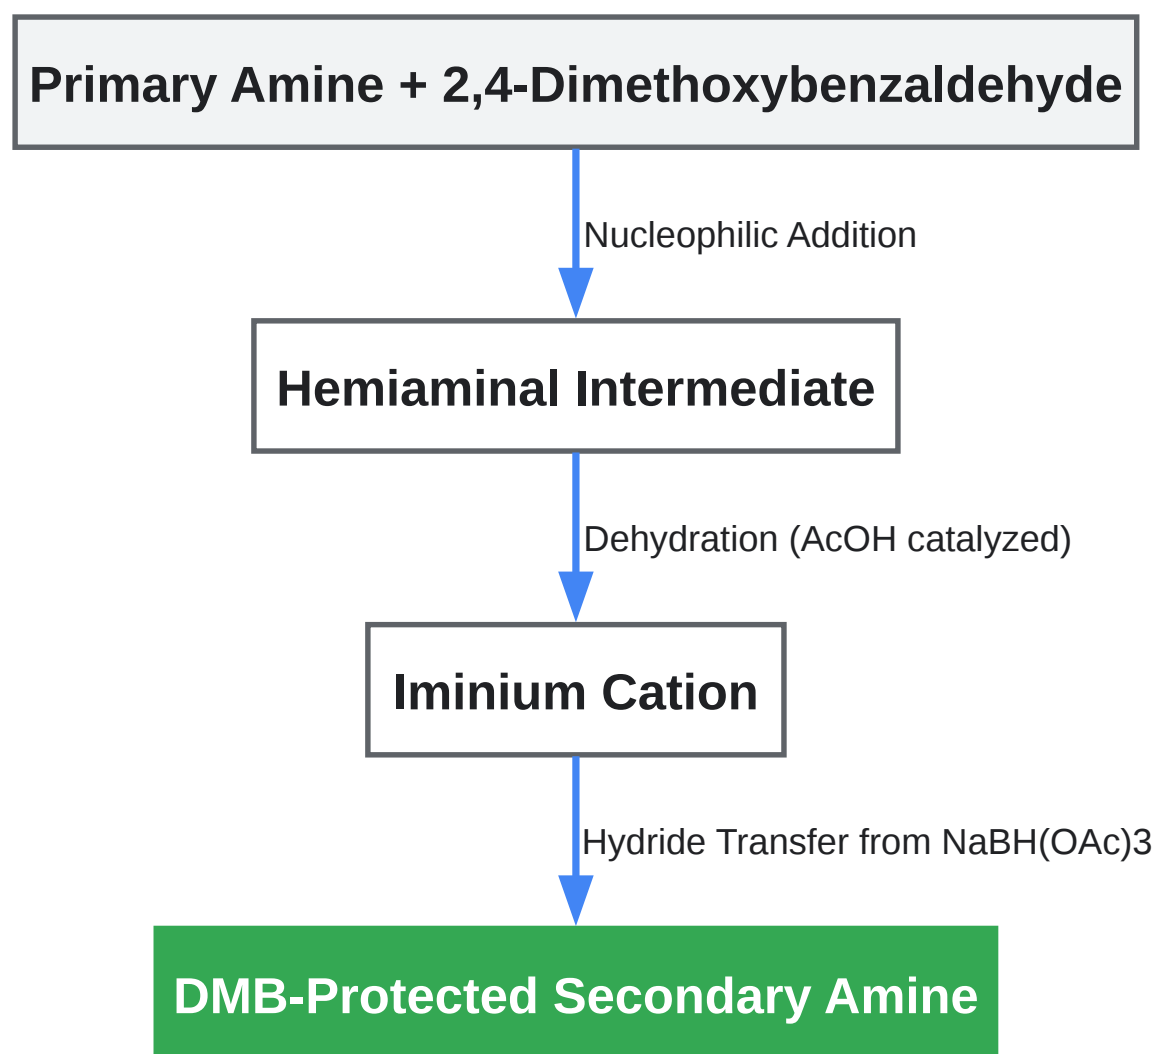 Primary Amine + 2,4-Dimethoxybenzaldehyde
Nucleophilic Addition
Hemiaminal Intermediate
Dehydration (AcOH catalyzed)
Iminium Cation
Hydride Transfer from NaBH(OAc)3
DMB-Protected Secondary Amine